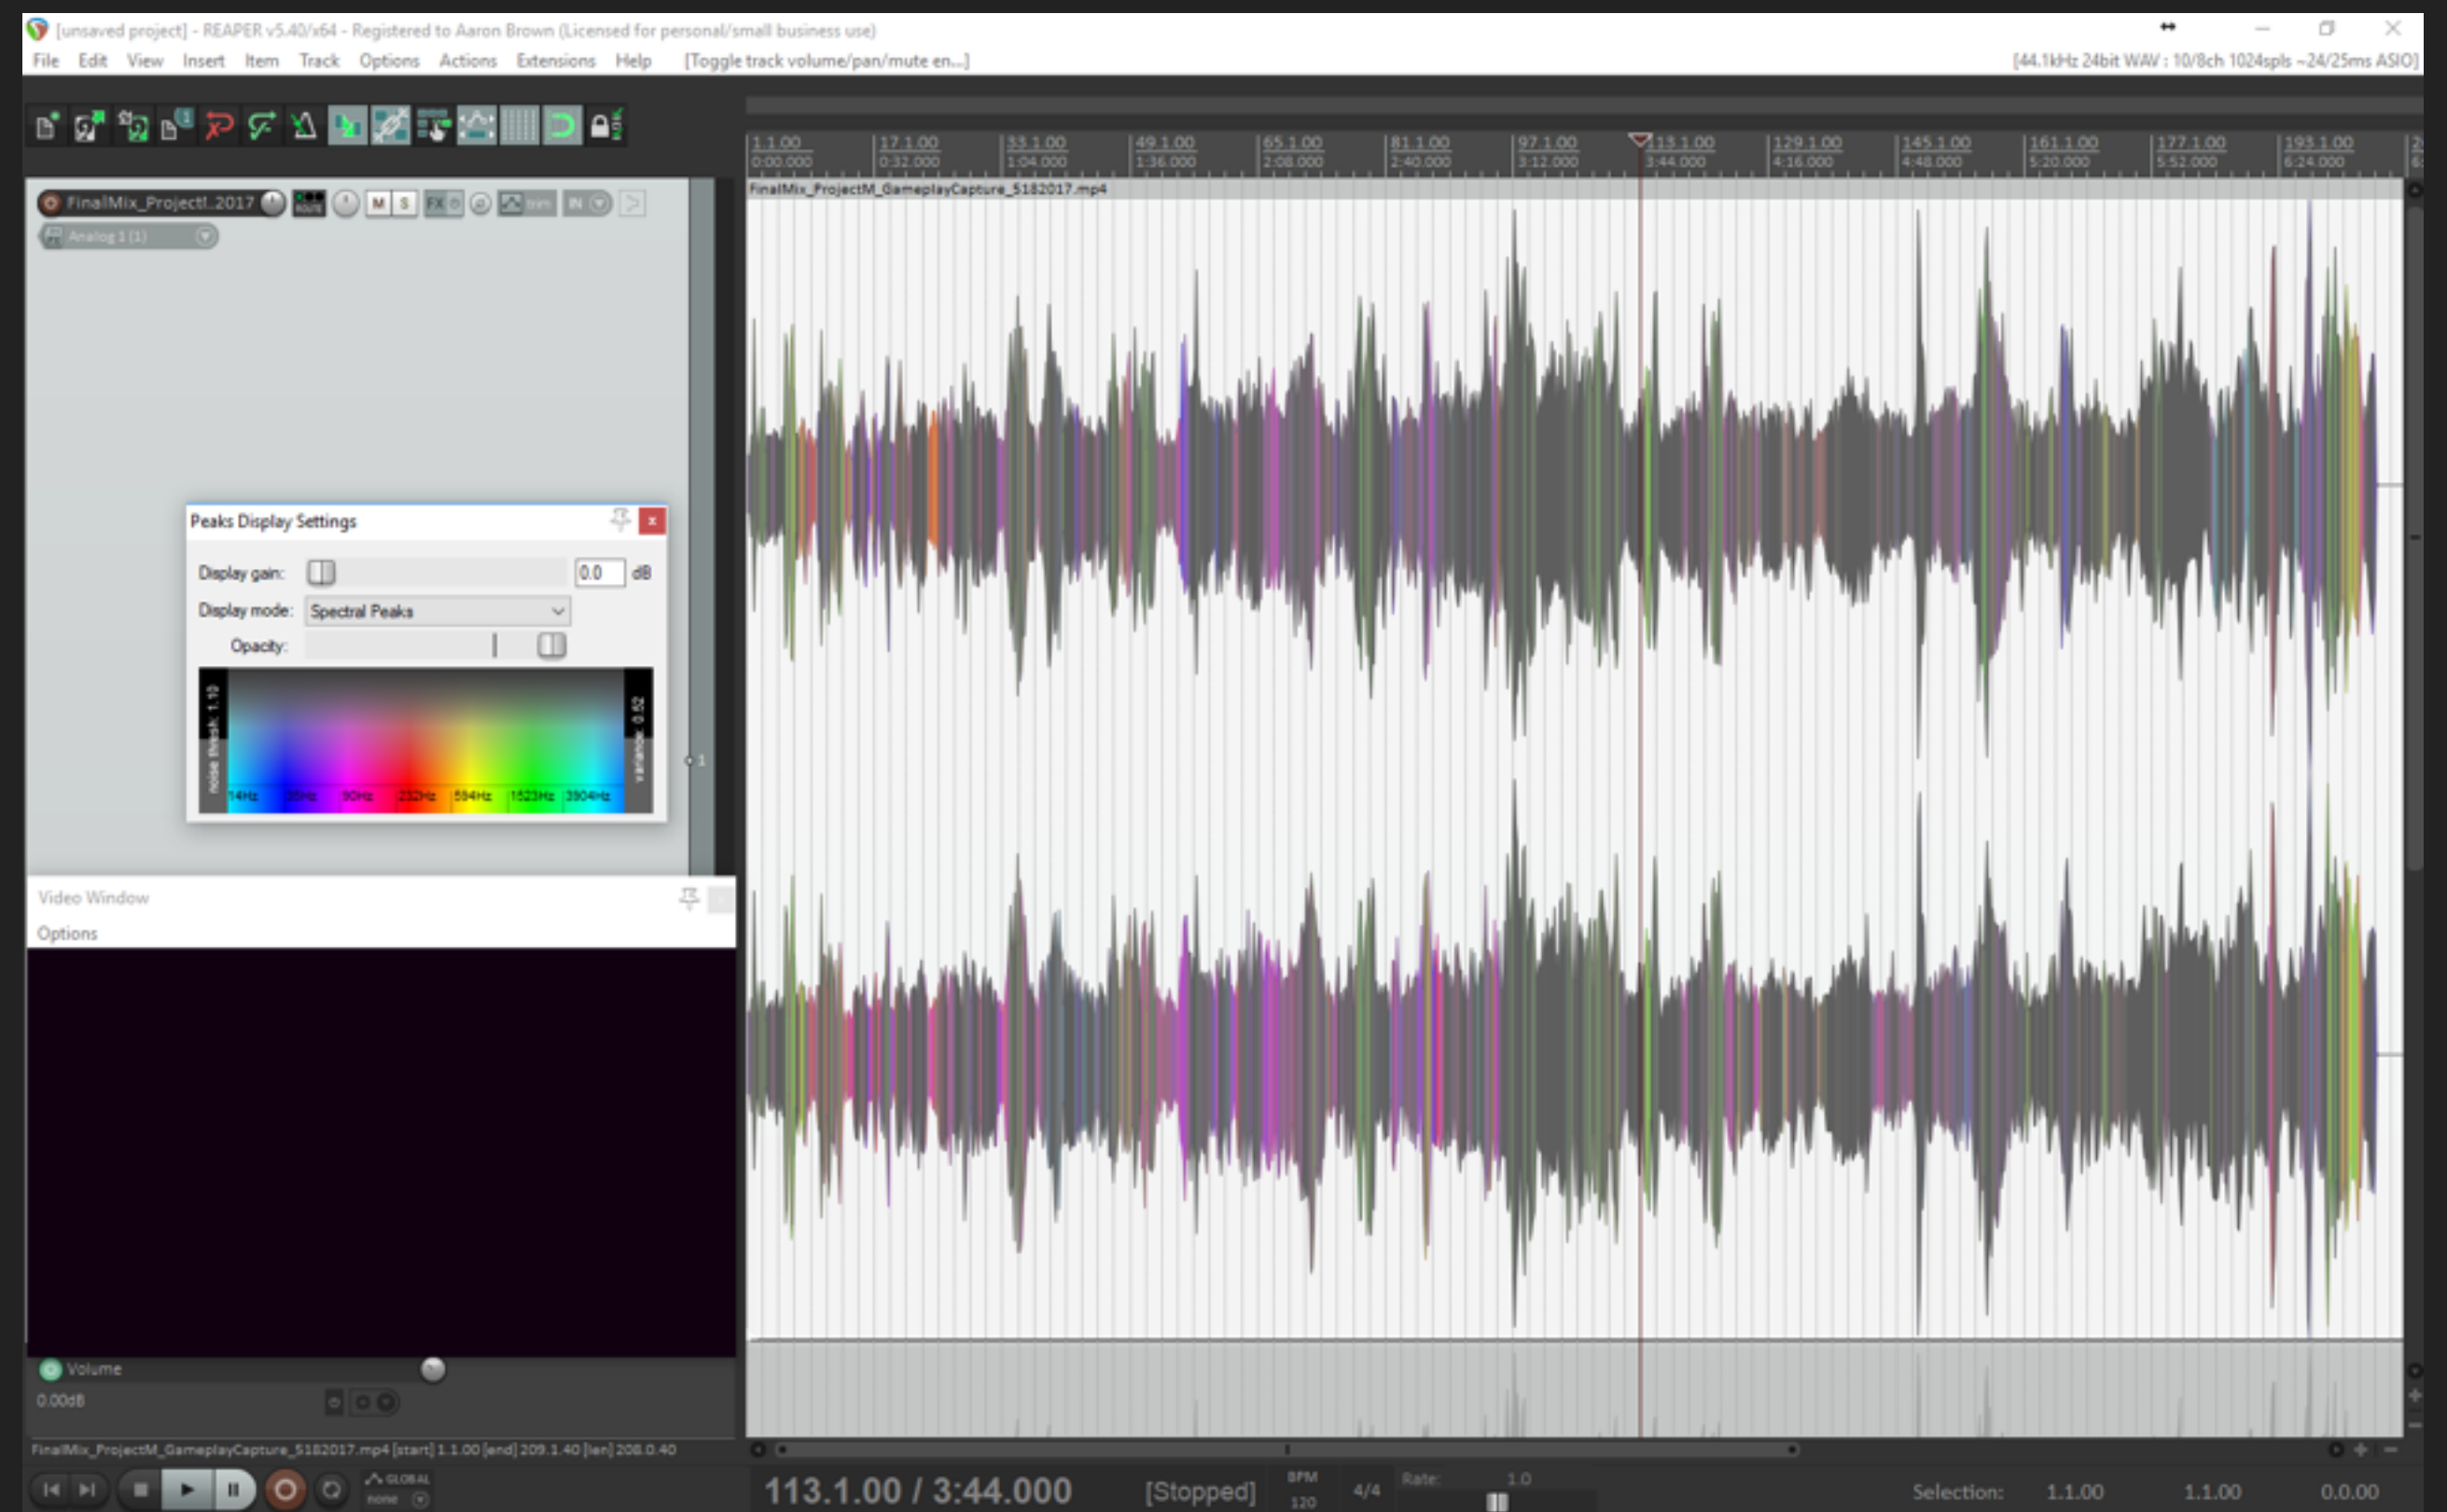 [unsaved project] - REAPER v5.40/x64 - Registered to Aaron Brown (Licensed for personal/small business use)
File Edit View Insert Item Track Options Actions Extensions Help [Toggle track volume/pan/mute en...] [44.1kHz 24bit WAV : 10/8ch 1024spls ~24/25ms ASIO]
1.1.00 17.1.00 33.1.00 49.1.00 65.1.00 81.1.00 97.1.00 113.1.00 129.1.00 145.1.00 161.1.00 177.1.00 193.1.00
0:00.000 0:32.000 1:04.000 1:36.000 2:08.000 2:40.000 3:12.000 3:44.000 4:16.000 4:48.000 5:20.000 5:52.000 6:24.000
FinalMix_ProjectM_GameplayCapture_5182017.mp4
FinalMix_Project!..2017 ROUTE M S FX trim IN
Analog 1 (1)
Peaks Display Settings
Display gain: 0.0 dB
Display mode: Spectral Peaks
Opacity:
noise thresh: 1.10
variance: 0.52
14Hz 35Hz 90Hz 232Hz 594Hz 1523Hz 3904Hz
1
Video Window
Options
Volume
0.00dB
FinalMix_ProjectM_GameplayCapture_5182017.mp4 [start] 1.1.00 [end] 209.1.40 [len] 208.0.40
GLOBAL
none
113.1.00 / 3:44.000 [Stopped]
BPM
120
4/4
Rate: 1.0
Selection: 1.1.00 1.1.00 0.0.00